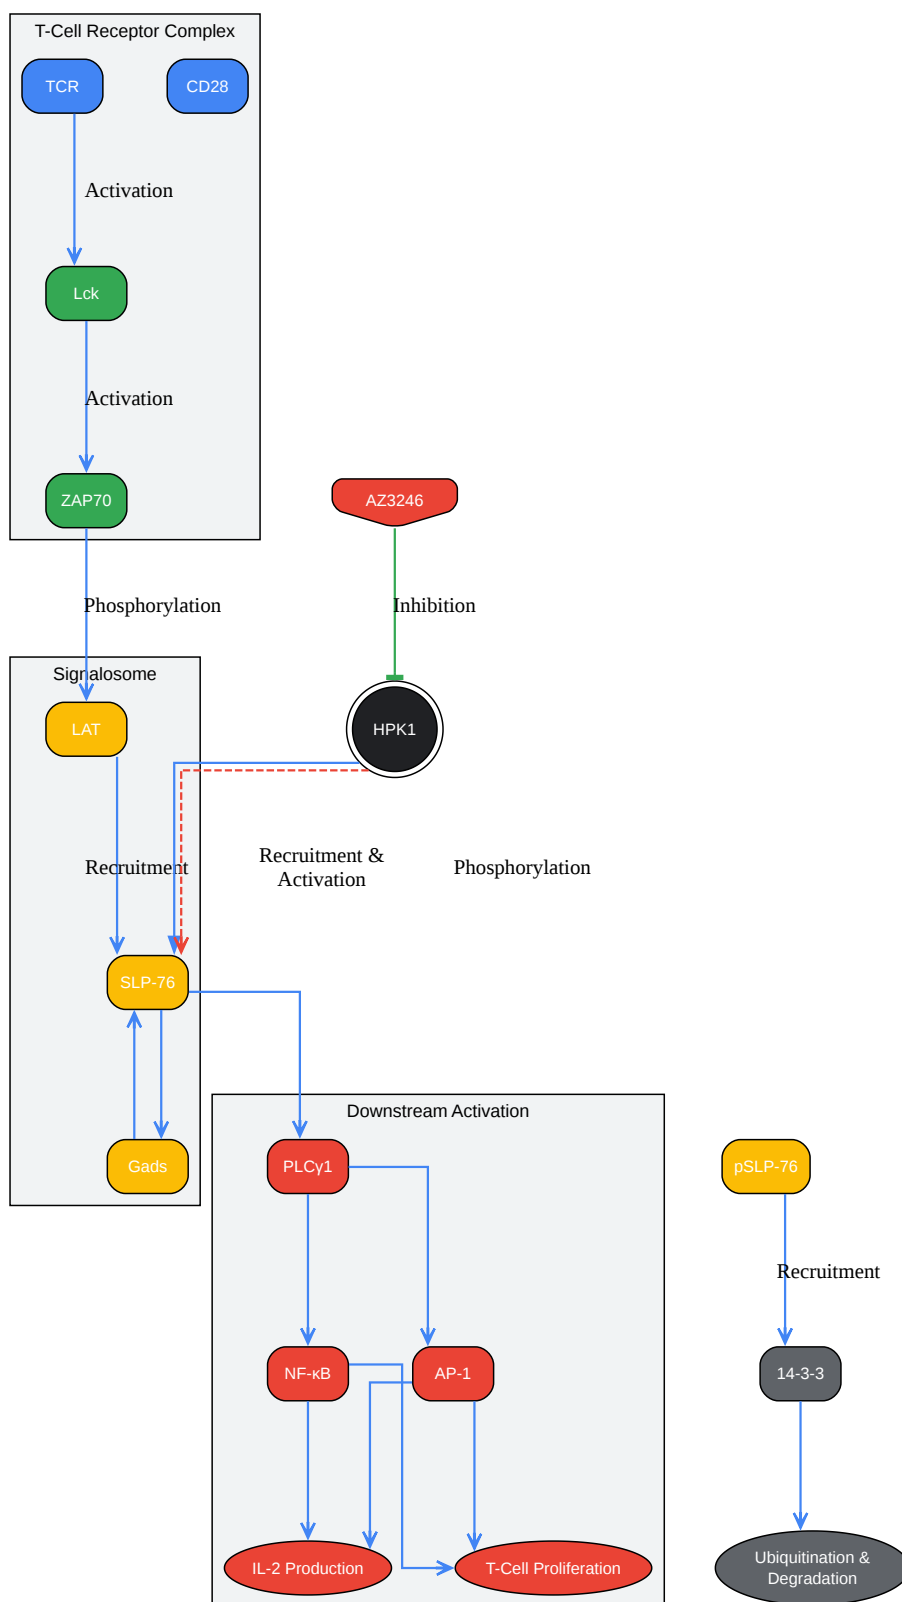 T-Cell Receptor Complex
TCR
CD28
Activation
Lck
Activation
ZAP70
AZ3246
Phosphorylation
Inhibition
Signalosome
LAT
HPK1
Recruitment
Recruitment &
Activation
Phosphorylation
SLP-76
Downstream Activation
Gads
PLCγ1
pSLP-76
Recruitment
NF-κB
AP-1
14-3-3
IL-2 Production
T-Cell Proliferation
Ubiquitination &
Degradation